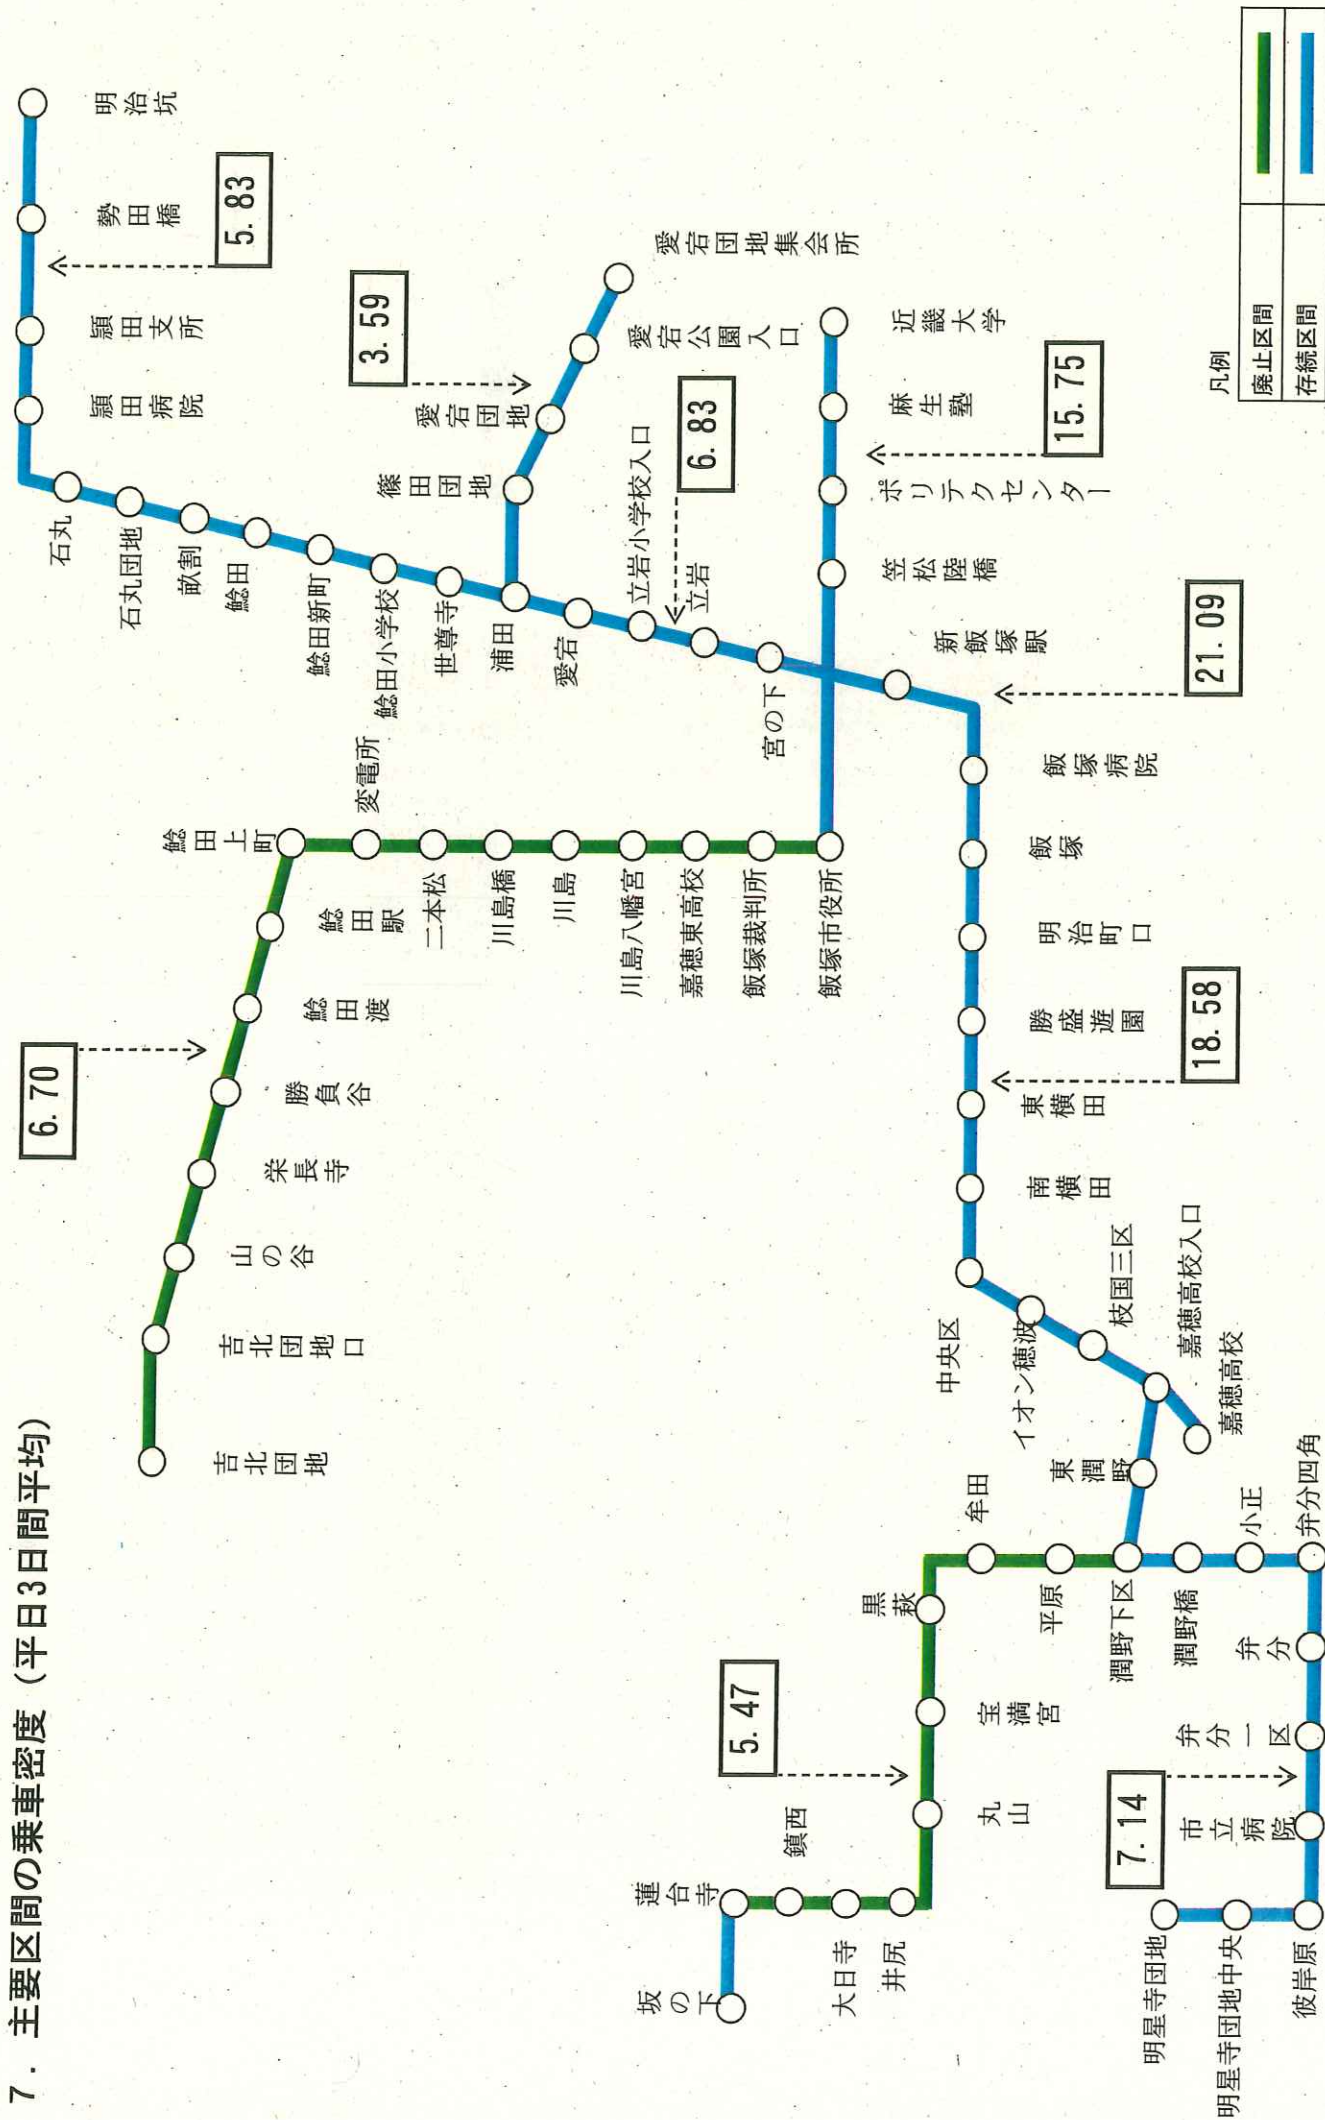 7．主要区間の乗車密度（平日3日間平均）
6.70
吉北団地
吉北団地口
山の谷
栄長寺
勝負谷
鯰田渡
鯰田駅
鯰田上町
変電所
二本松
川島橋
川島
川島八幡宮
嘉穂東高校
飯塚裁判所
飯塚市役所
明治坑
勢田橋
5.83
頴田支所
頴田病院
石丸
石丸団地
畝割
鯰田
鯰田新町
鯰田小学校
世尊寺
浦田
愛宕
立岩小学校入口
立岩
宮の下
3.59
篠田団地
愛宕団地
愛宕公園入口
愛宕団地集会所
6.83
近畿大学
麻生塾
15.75
ポリテクセンター
笠松陸橋
新飯塚駅
21.09
飯塚病院
飯塚
明治町口
勝盛遊園
18.58
東横田
南横田
中央区
イオン穂波
枝国三区
嘉穂高校入口
嘉穂高校
東潤野
坂の下
蓮台寺
鎮西
大日寺
井尻
丸山
5.47
宝満宮
黒萩
牟田
平原
潤野下区
潤野橋
小正
弁分四角
弁分
弁分一区
7.14
市立病院
明星寺団地
明星寺団地中央
彼岸原
凡例
廃止区間
存続区間